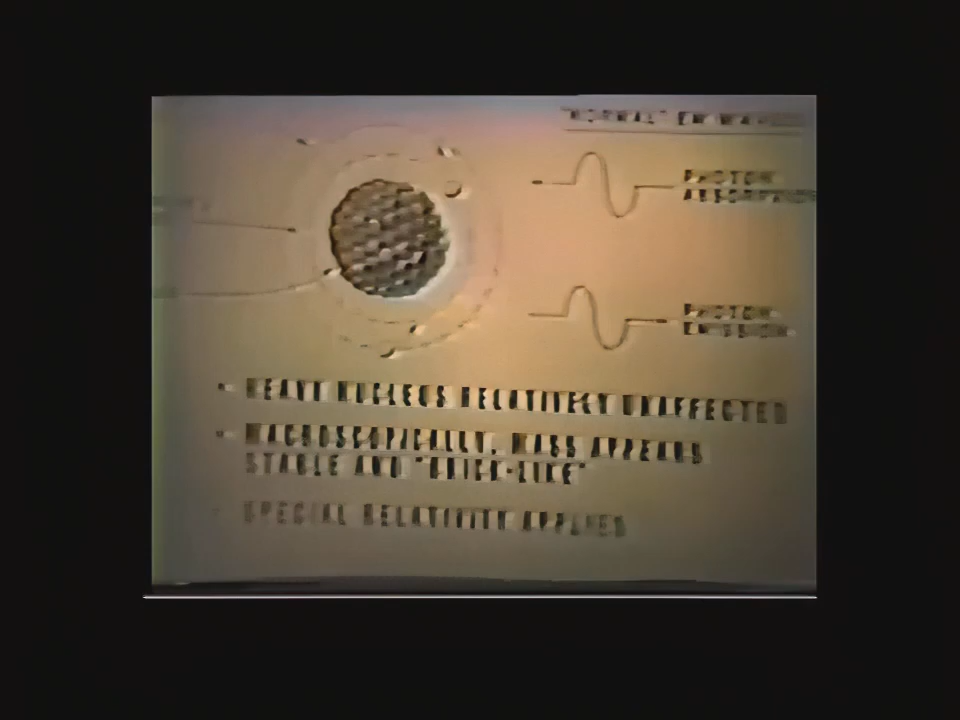 "NORMAL" EM WAVES
PHOTON
ABSORPTION
PHOTON
EMISSION
HEAVY NUCLEUS RELATIVELY UNAFFECTED
MACROSCOPICALLY, MASS APPEARS
STABLE AND "BRICK-LIKE"
SPECIAL RELATIVITY APPLIES